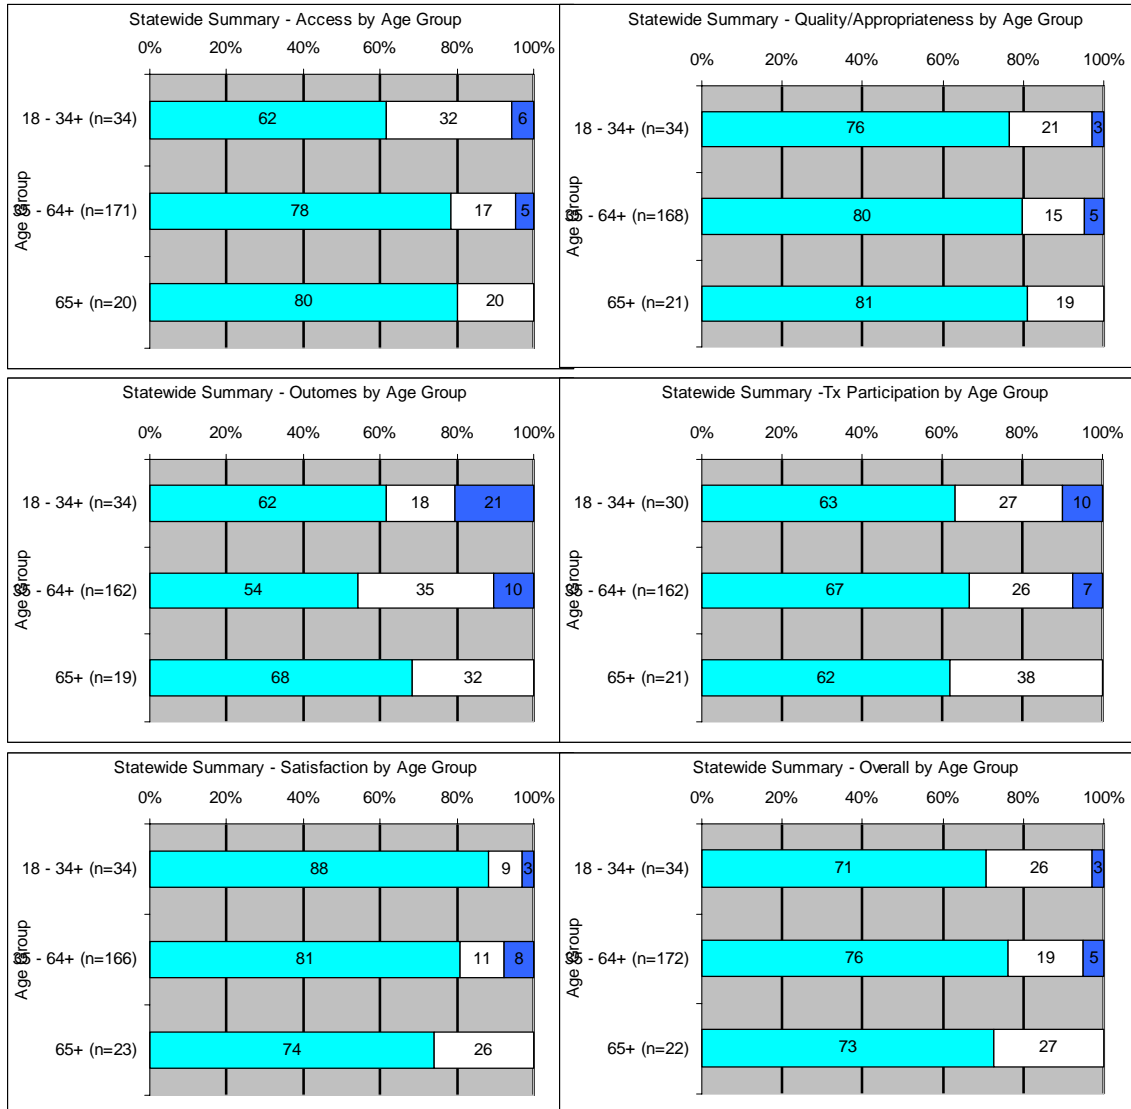 Statewide Summary - Access by Age Group
0% 20% 40% 60% 80% 100%
18 - 34+ (n=34) 62 32 6
35 - 64+ (n=171) 78 17 5
65+ (n=20) 80 20
Age Group
Statewide Summary - Quality/Appropriateness by Age Group
0% 20% 40% 60% 80% 100%
18 - 34+ (n=34) 76 21 3
35 - 64+ (n=168) 80 15 5
65+ (n=21) 81 19
Age Group
Statewide Summary - Outcomes by Age Group
0% 20% 40% 60% 80% 100%
18 - 34+ (n=34) 62 18 21
35 - 64+ (n=162) 54 35 10
65+ (n=19) 68 32
Age Group
Statewide Summary -Tx Participation by Age Group
0% 20% 40% 60% 80% 100%
18 - 34+ (n=30) 63 27 10
35 - 64+ (n=162) 67 26 7
65+ (n=21) 62 38
Age Group
Statewide Summary - Satisfaction by Age Group
0% 20% 40% 60% 80% 100%
18 - 34+ (n=34) 88 9 3
35 - 64+ (n=166) 81 11 8
65+ (n=23) 74 26
Age Group
Statewide Summary - Overall by Age Group
0% 20% 40% 60% 80% 100%
18 - 34+ (n=34) 71 26 3
35 - 64+ (n=172) 76 19 5
65+ (n=22) 73 27
Age Group